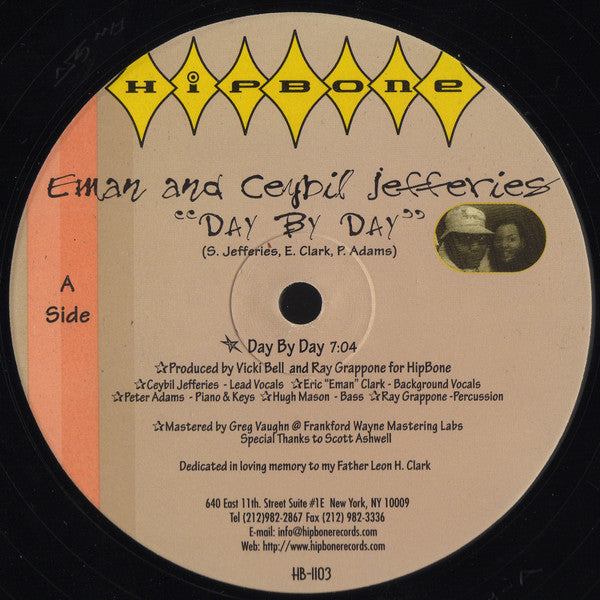 HIPBONE
Eman and Ceybil Jefferies
"Day By Day"
(S. Jefferies, E. Clark, P. Adams)
A
Side
Day By Day 7:04
☆Produced by Vicki Bell and Ray Grappone for HipBone
☆Ceybil Jefferies - Lead Vocals ☆Eric "Eman" Clark - Background Vocals
☆Peter Adams - Piano & Keys ☆Hugh Mason - Bass ☆Ray Grappone -Percussion
☆Mastered by Greg Vaughn @ Frankford Wayne Mastering Labs
Special Thanks to Scott Ashwell
Dedicated in loving memory to my Father Leon H. Clark
640 East 11th. Street Suite #1E New York, NY 10009
Tel (212)982-2867 Fax (212) 982-3336
E-mail: info@hipbonerecords.com
Web: http://www.hipbonerecords.com
HB-1103